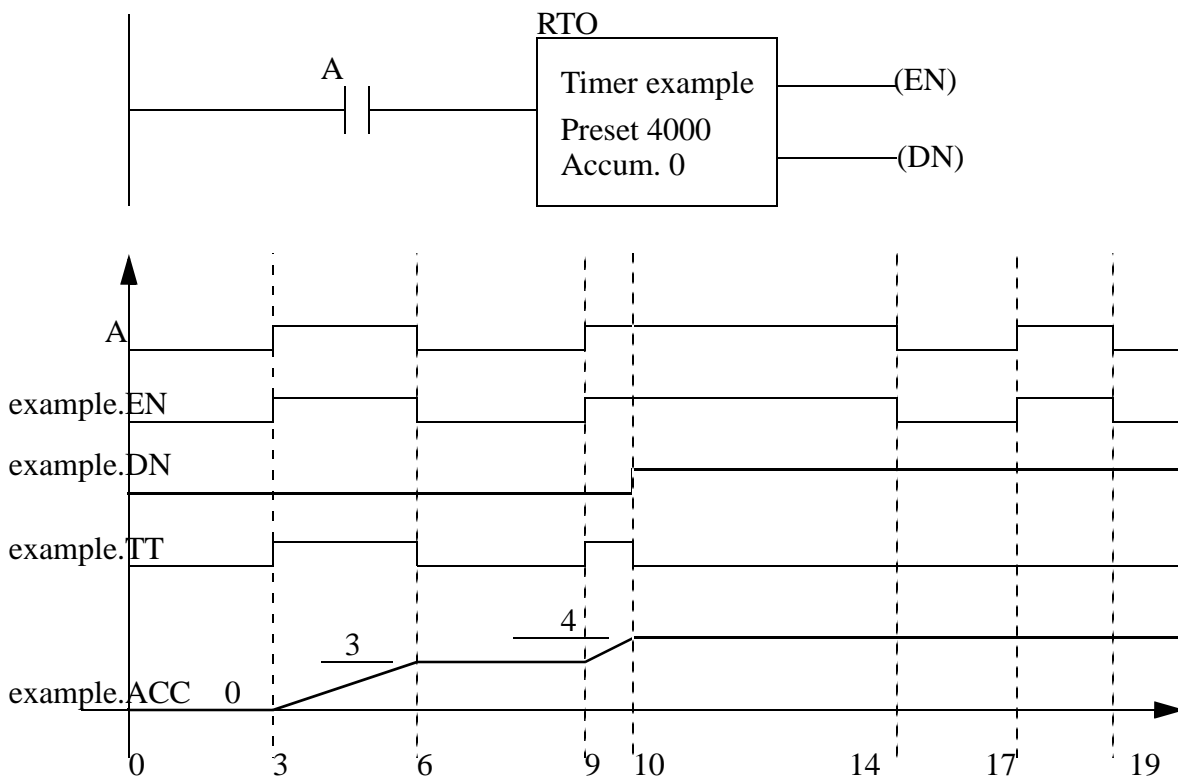 RTO
A
Timer example
(EN)
Preset 4000
Accum. 0
(DN)
A
example.EN
example.DN
example.TT
4
3
example.ACC 0
0 3 6 9 10 14 17 19